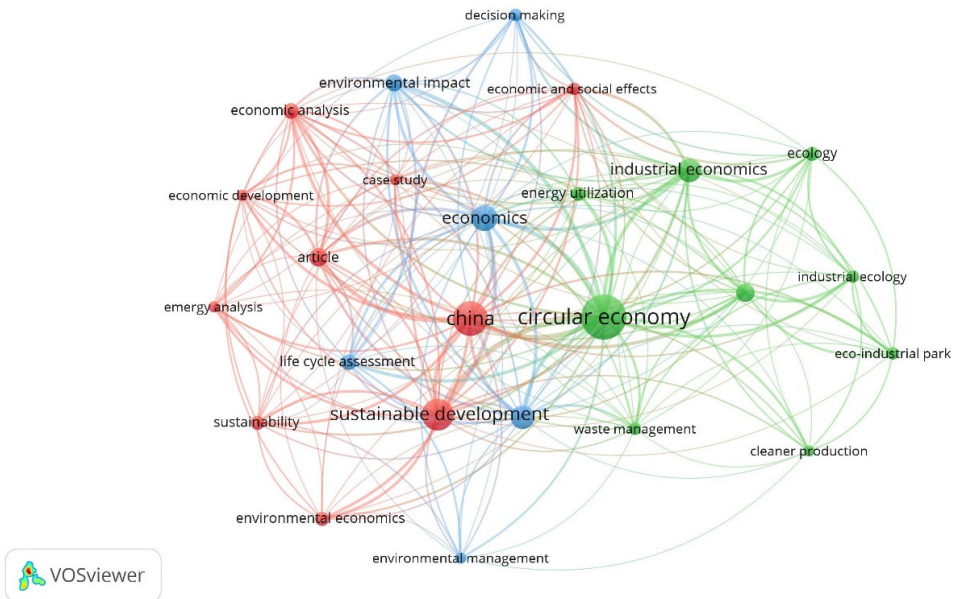 decision making
environmental impact
economic and social effects
economic analysis
ecology
industrial economics
case study
economic development
energy utilization
economics
article
industrial ecology
emergy analysis
china
circular economy
eco-industrial park
life cycle assessment
sustainable development
sustainability
waste management
cleaner production
environmental economics
environmental management
VOSviewer